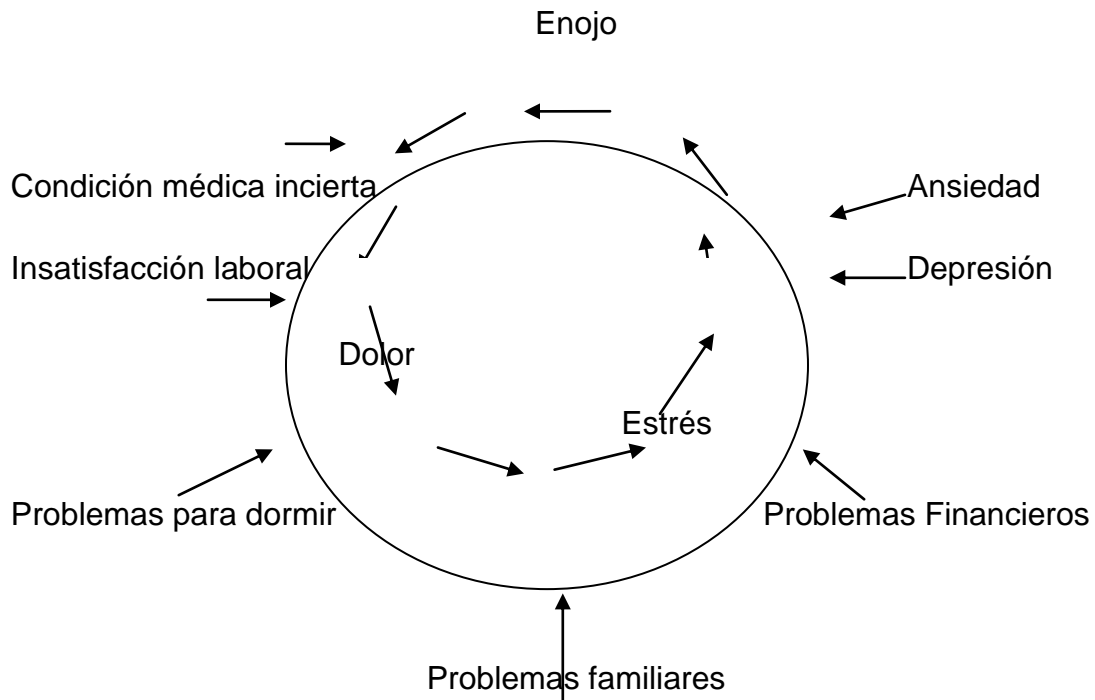 Enojo
Condición médica incierta
Ansiedad
Insatisfacción laboral
Depresión
Dolor
Estrés
Problemas para dormir
Problemas Financieros
Problemas familiares